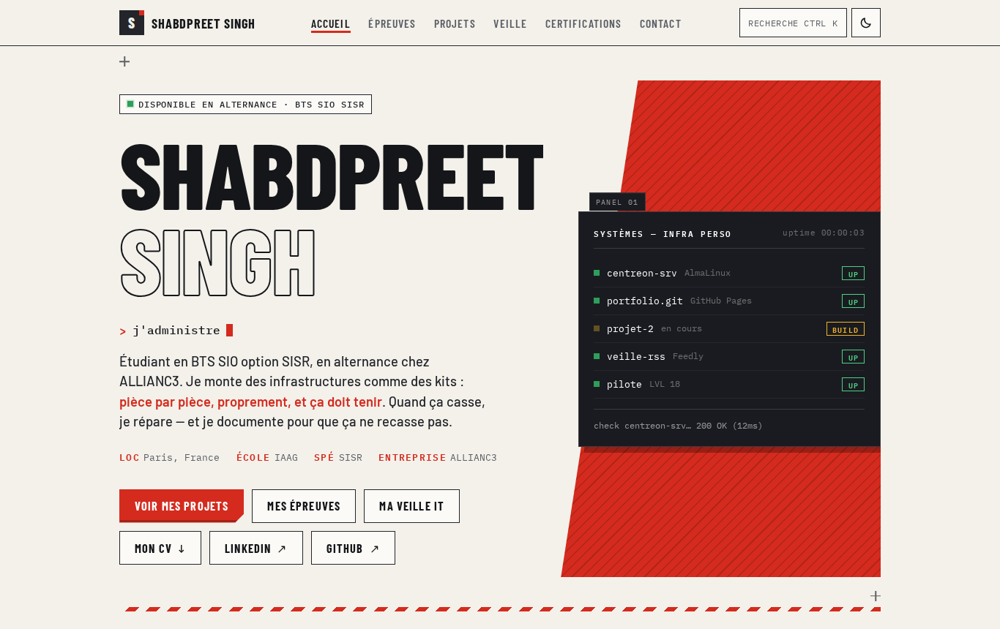 S SHABDPREET SINGH
ACCUEIL ÉPREUVES PROJETS VEILLE CERTIFICATIONS CONTACT
RECHERCHE CTRL K
DISPONIBLE EN ALTERNANCE · BTS SIO SISR
SHABDPREET
SINGH
> j'administre
Étudiant en BTS SIO option SISR, en alternance chez
ALLIANC3. Je monte des infrastructures comme des kits :
pièce par pièce, proprement, et ça doit tenir. Quand ça casse,
je répare — et je documente pour que ça ne recasse pas.
LOC Paris, France ÉCOLE IAAG SPÉ SISR ENTREPRISE ALLIANC3
VOIR MES PROJETS
MES ÉPREUVES
MA VEILLE IT
MON CV ↓
LINKEDIN ↗
GITHUB ↗
PANEL 01
SYSTÈMES — INFRA PERSO uptime 00:00:03
centreon-srv AlmaLinux UP
portfolio.git GitHub Pages UP
projet-2 en cours BUILD
veille-rss Feedly UP
pilote LVL 18 UP
check centreon-srv… 200 OK (12ms)